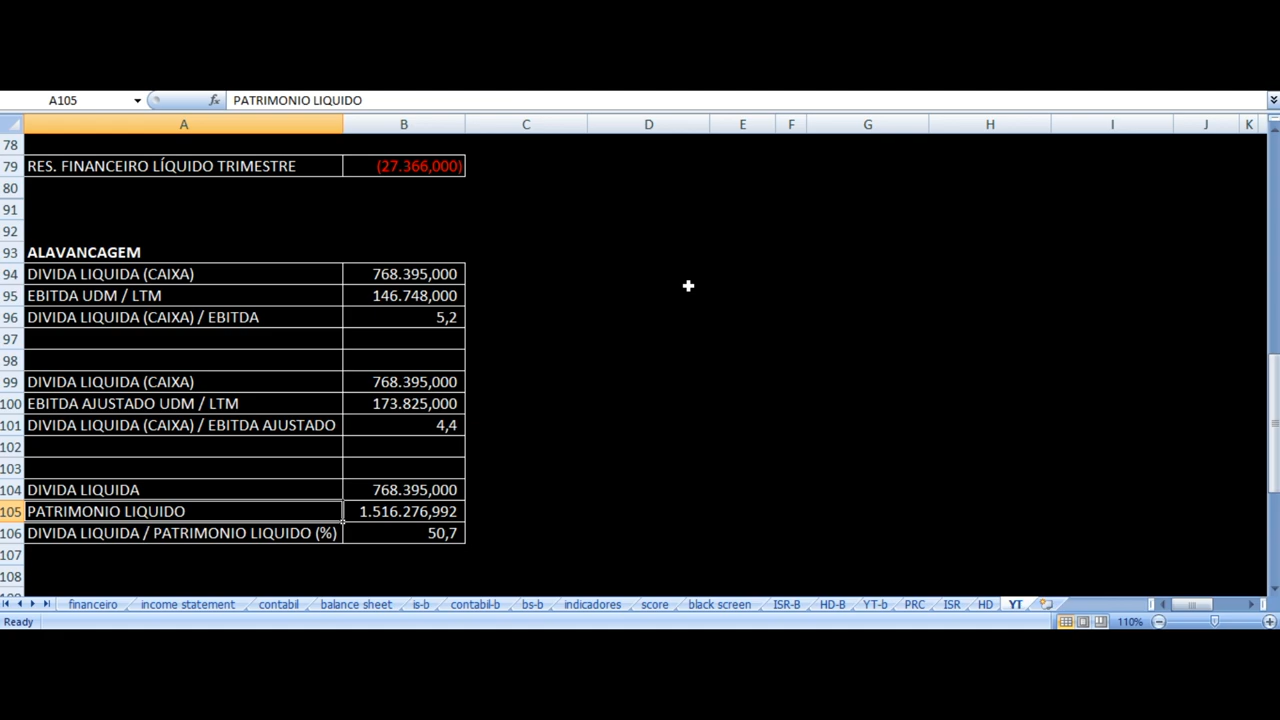 A105 fx PATRIMONIO LIQUIDO
A B C D E F G H I J K
78
79 RES. FINANCEIRO LÍQUIDO TRIMESTRE (27.366,000)
80
91
92
93 ALAVANCAGEM
94 DIVIDA LIQUIDA (CAIXA) 768.395,000
95 EBITDA UDM / LTM 146.748,000
96 DIVIDA LIQUIDA (CAIXA) / EBITDA 5,2
97
98
99 DIVIDA LIQUIDA (CAIXA) 768.395,000
100 EBITDA AJUSTADO UDM / LTM 173.825,000
101 DIVIDA LIQUIDA (CAIXA) / EBITDA AJUSTADO 4,4
102
103
104 DIVIDA LIQUIDA 768.395,000
105 PATRIMONIO LIQUIDO 1.516.276,992
106 DIVIDA LIQUIDA / PATRIMONIO LIQUIDO (%) 50,7
107
108
financeiro income statement contabil balance sheet is-b contabil-b bs-b indicadores score black screen ISR-B HD-B YT-b PRC ISR HD YT
Ready 110%